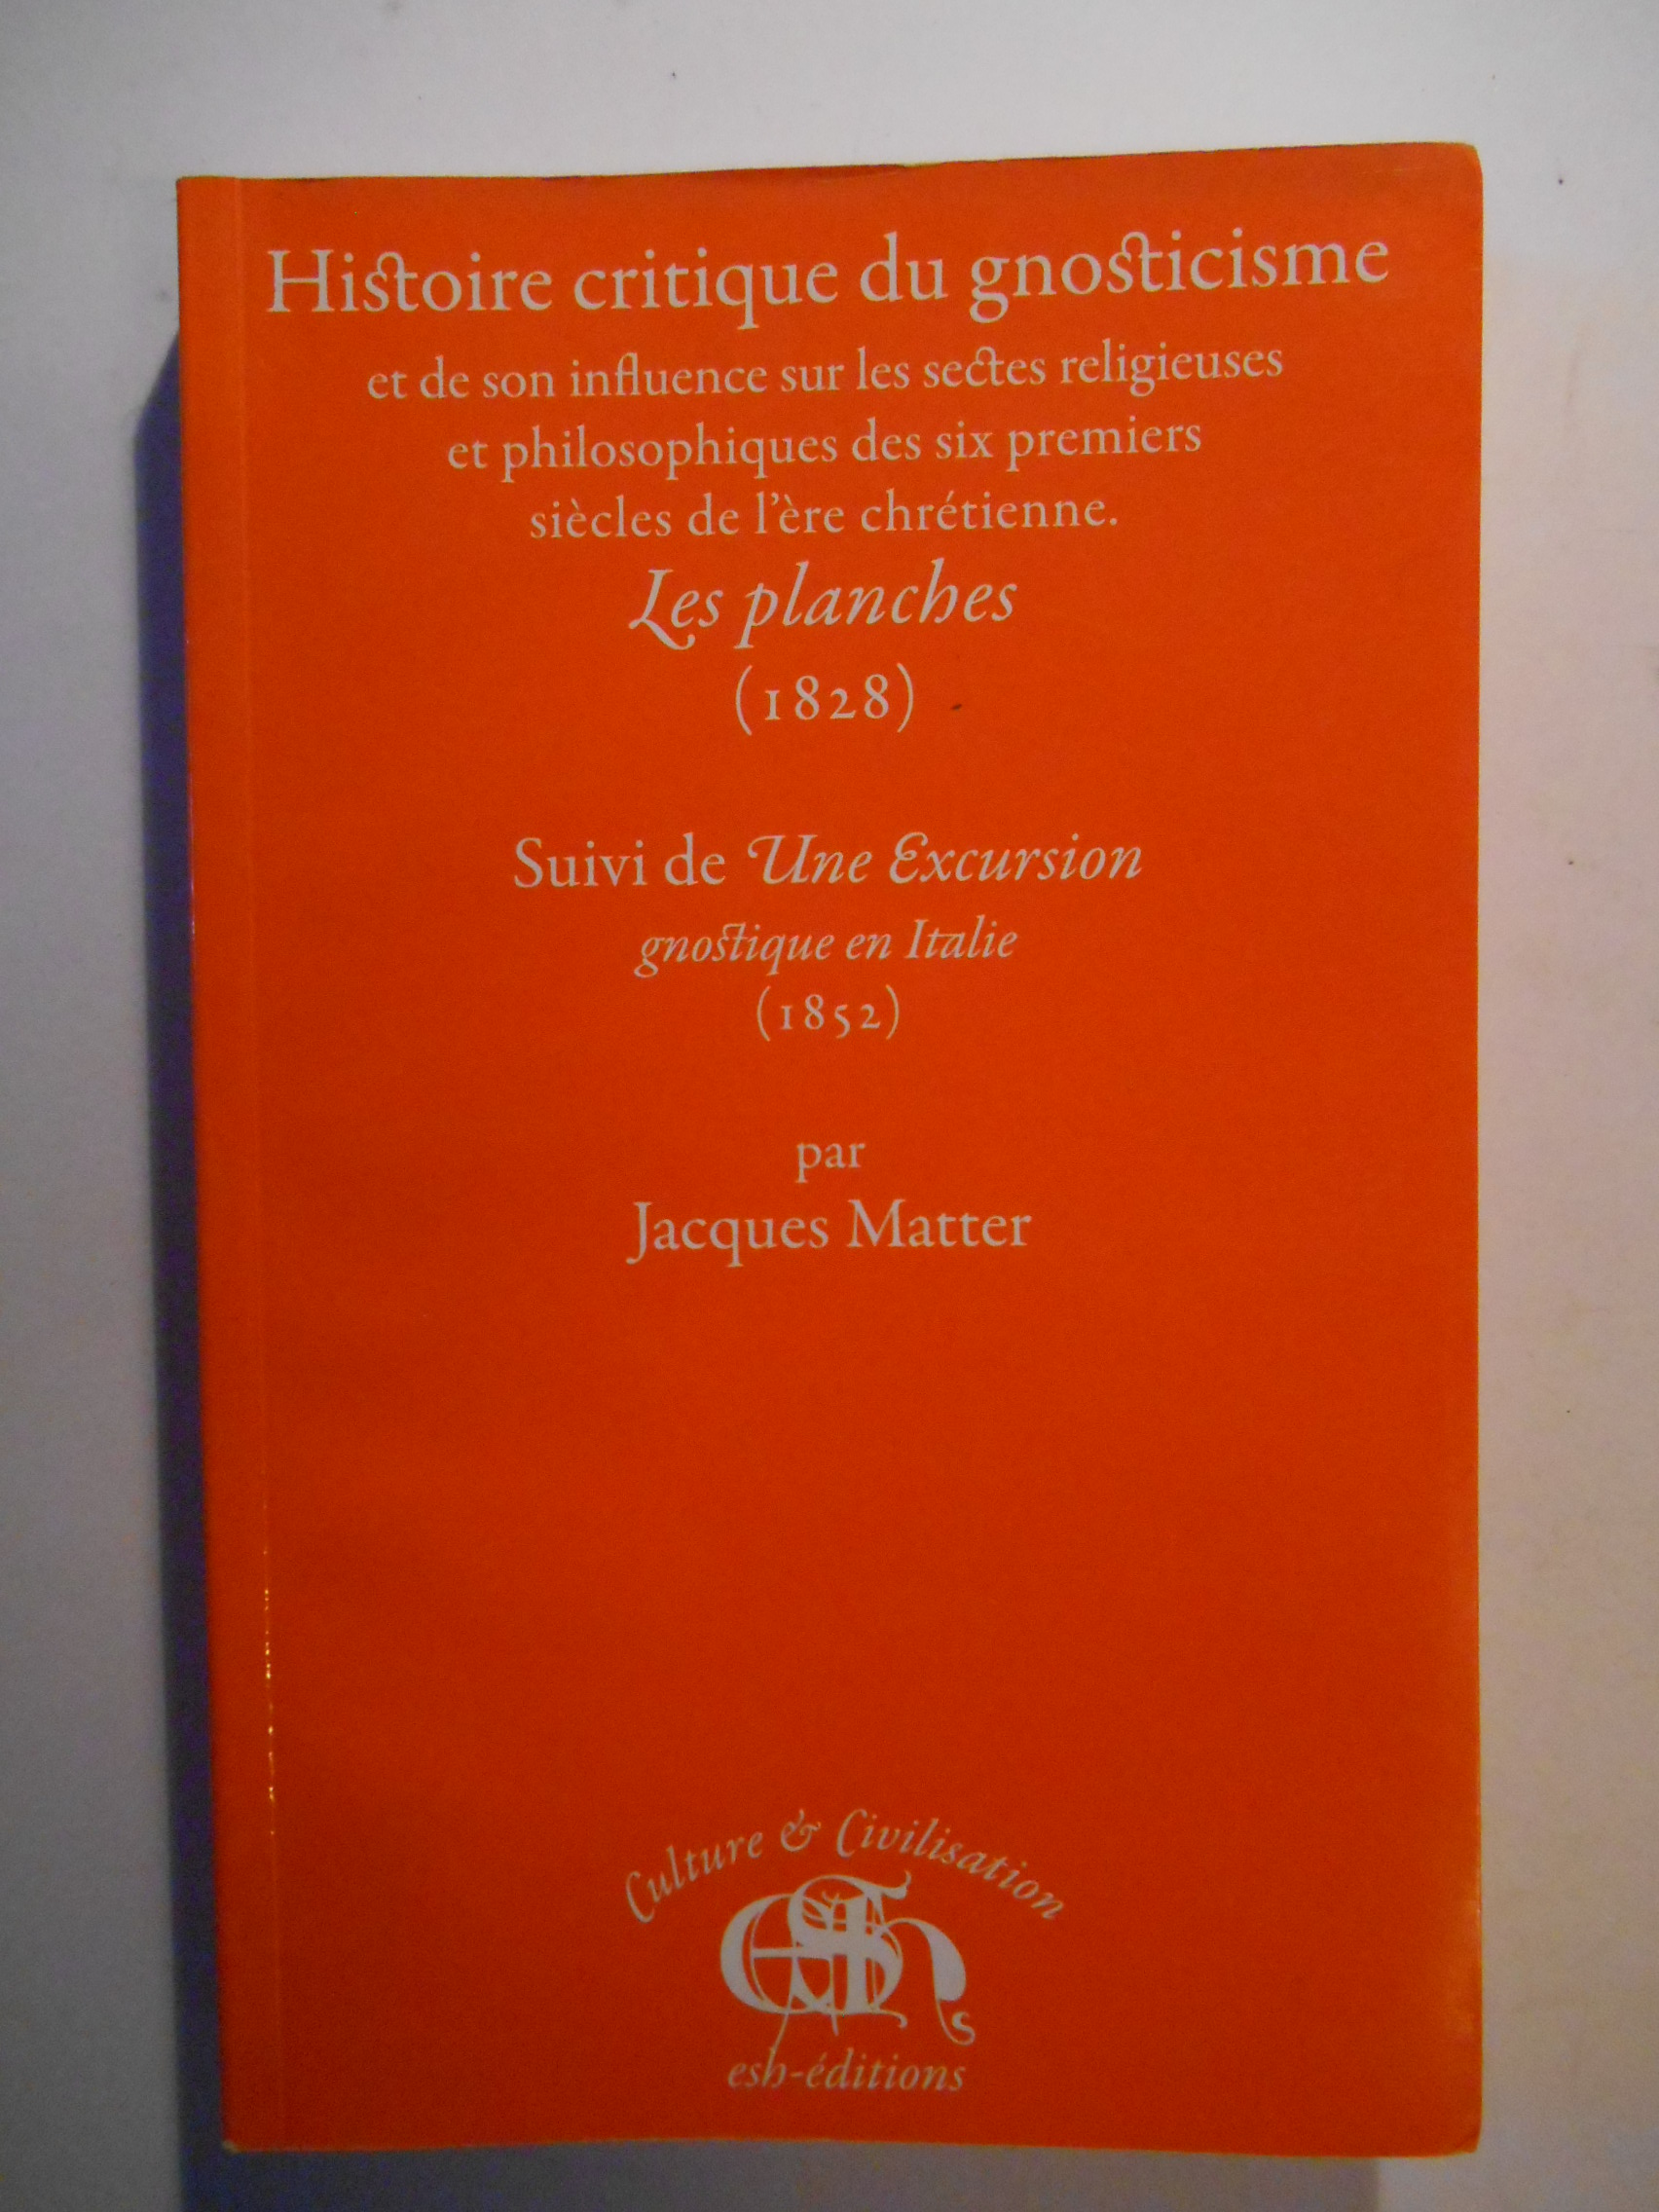 Histoire critique du gnosticisme
et de son influence sur les sectes religieuses
et philosophiques des six premiers
siècles de l'ère chrétienne.
Les planches
(1828)
Suivi de Une Excursion
gnostique en Italie
(1852)
par
Jacques Matter
Culture & Civilisation
ESh
esh-éditions